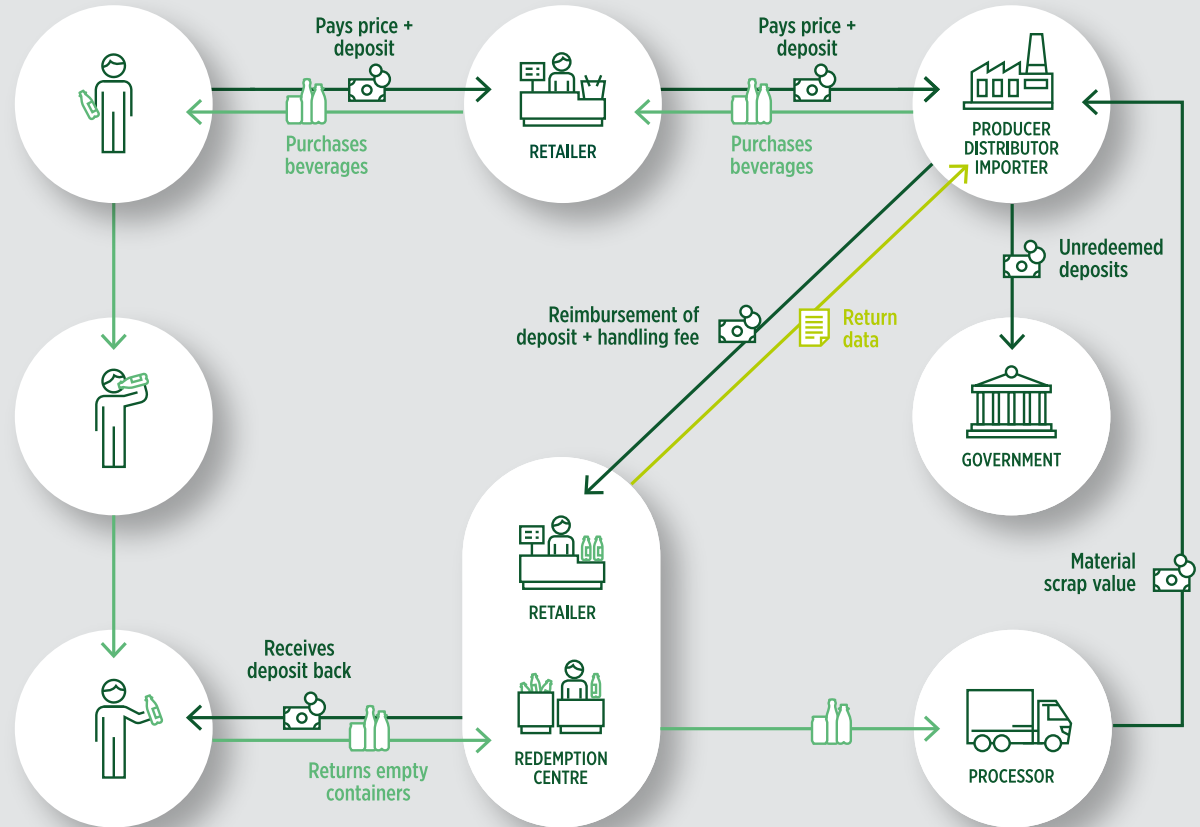 Pays price +
deposit
Pays price +
deposit
Purchases
beverages
RETAILER
Purchases
beverages
PRODUCER
DISTRIBUTOR
IMPORTER
Unredeemed
deposits
Reimbursement of
deposit + handling fee
Return
data
GOVERNMENT
Material
scrap value
RETAILER
Receives
deposit back
REDEMPTION
CENTRE
Returns empty
containers
PROCESSOR